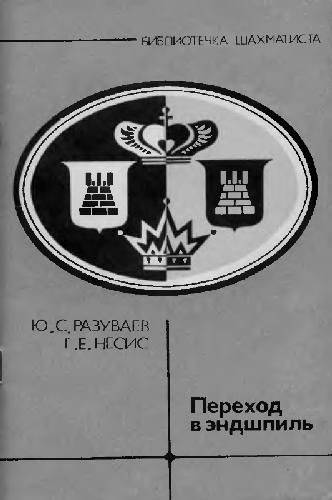 БИБЛИОТЕЧКА ШАХМАТИСТА
Ю.С.РАЗУВАЕВ
Г.Е.НЕСИС
Переход
в эндшпиль